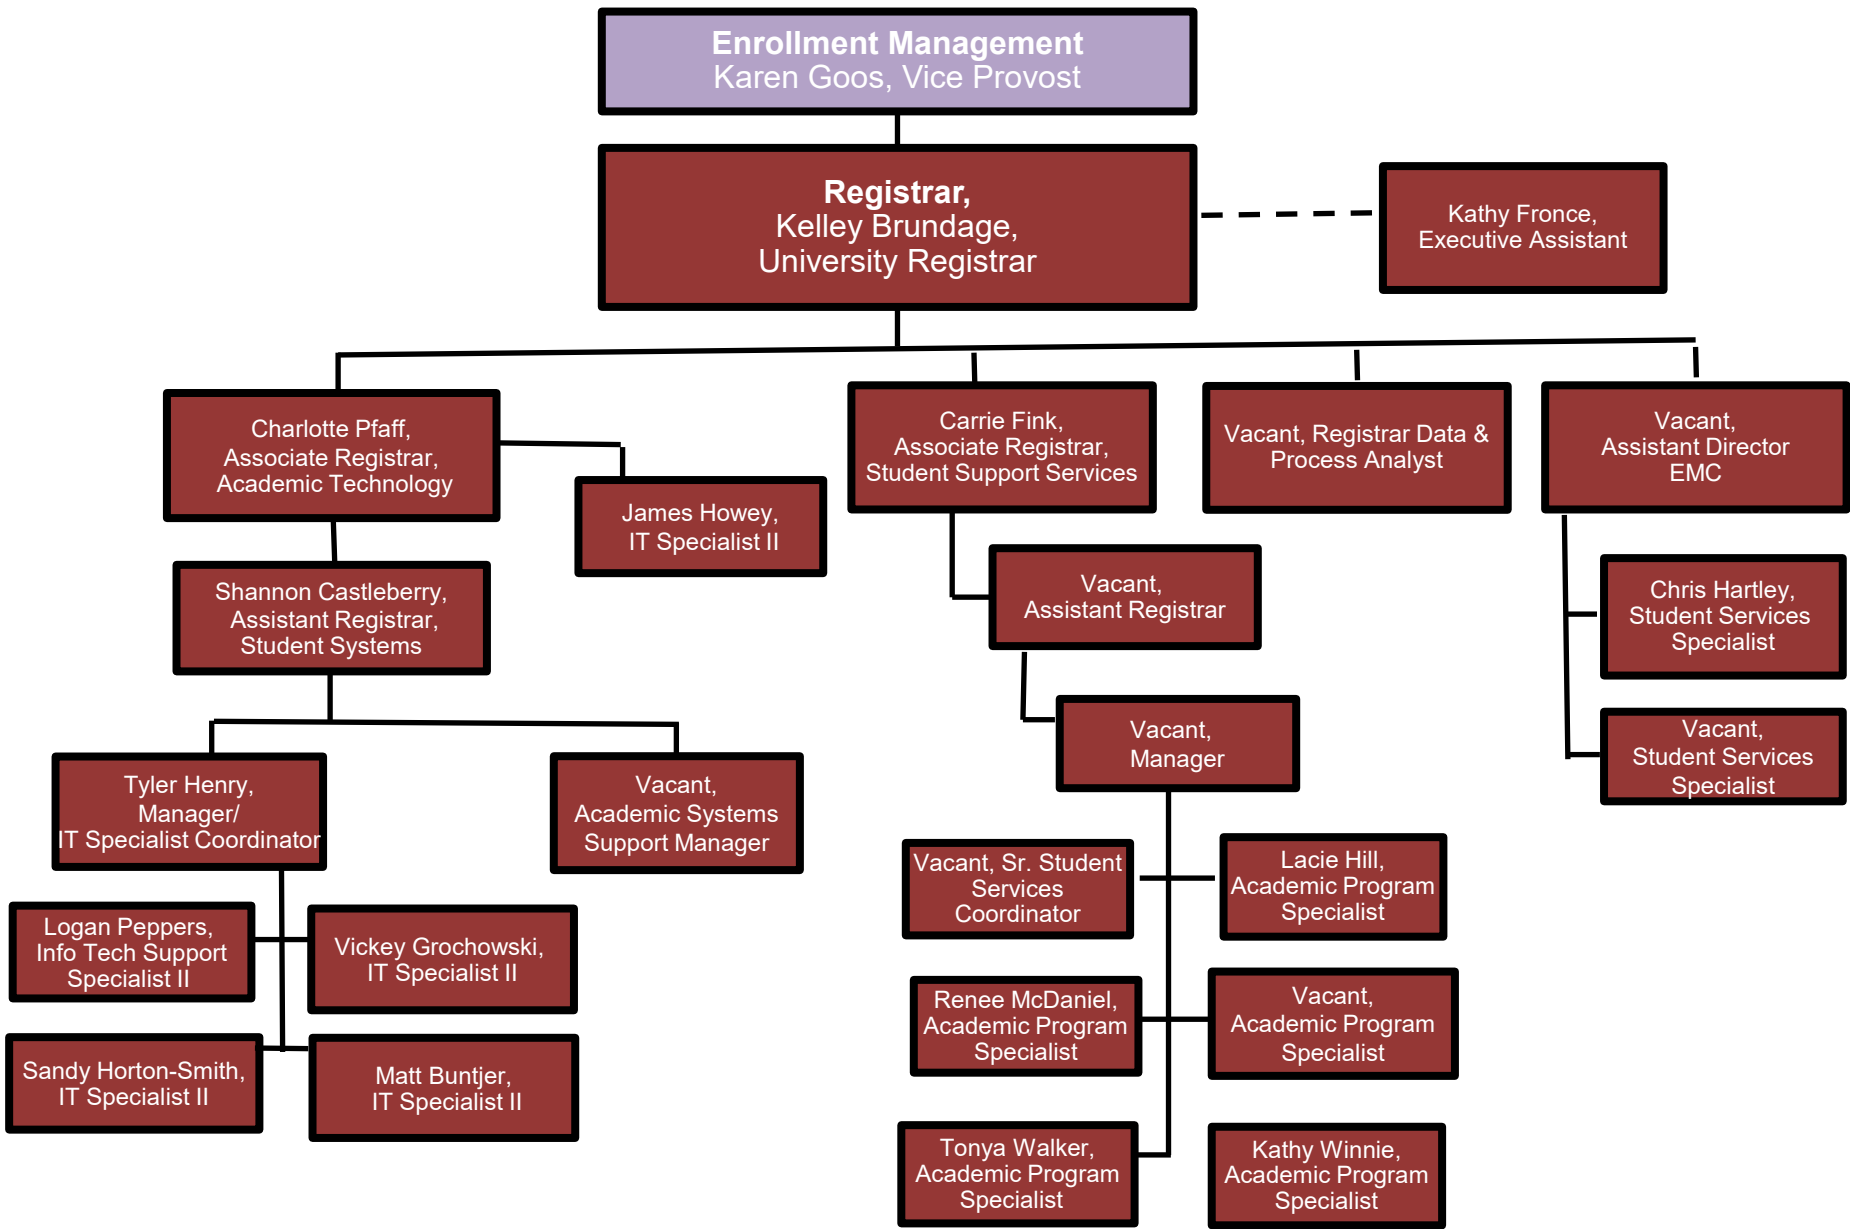 Enrollment Management
Karen Goos, Vice Provost
Registrar,
Kelley Brundage,
University Registrar
Kathy Fronce,
Executive Assistant
Charlotte Pfaff,
Associate Registrar,
Academic Technology
James Howey,
IT Specialist II
Carrie Fink,
Associate Registrar,
Student Support Services
Vacant, Registrar Data &
Process Analyst
Vacant,
Assistant Director
EMC
Shannon Castleberry,
Assistant Registrar,
Student Systems
Vacant,
Assistant Registrar
Chris Hartley,
Student Services
Specialist
Vacant,
Manager
Vacant,
Student Services
Specialist
Tyler Henry,
Manager/
IT Specialist Coordinator
Vacant,
Academic Systems
Support Manager
Vacant, Sr. Student
Services
Coordinator
Lacie Hill,
Academic Program
Specialist
Logan Peppers,
Info Tech Support
Specialist II
Vickey Grochowski,
IT Specialist II
Renee McDaniel,
Academic Program
Specialist
Vacant,
Academic Program
Specialist
Sandy Horton-Smith,
IT Specialist II
Matt Buntjer,
IT Specialist II
Tonya Walker,
Academic Program
Specialist
Kathy Winnie,
Academic Program
Specialist